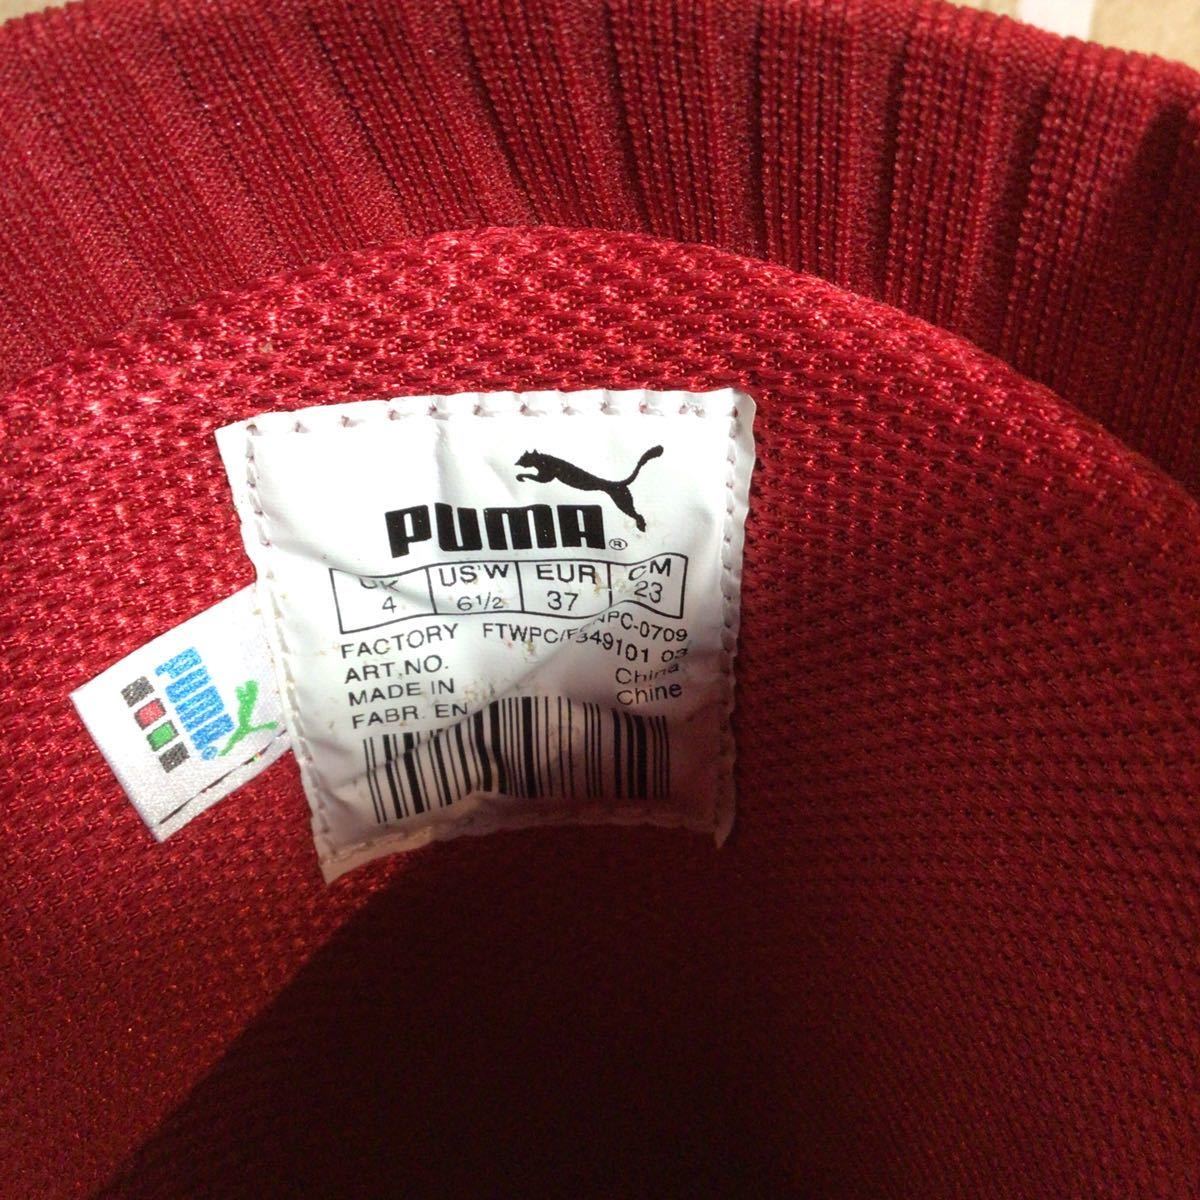 PUMA®
UK US'W EUR CM
4 6 1/2 37 23
FACTORY
ART.NO. 349101 03
MADE IN China
FABR. EN Chine
PUMA®